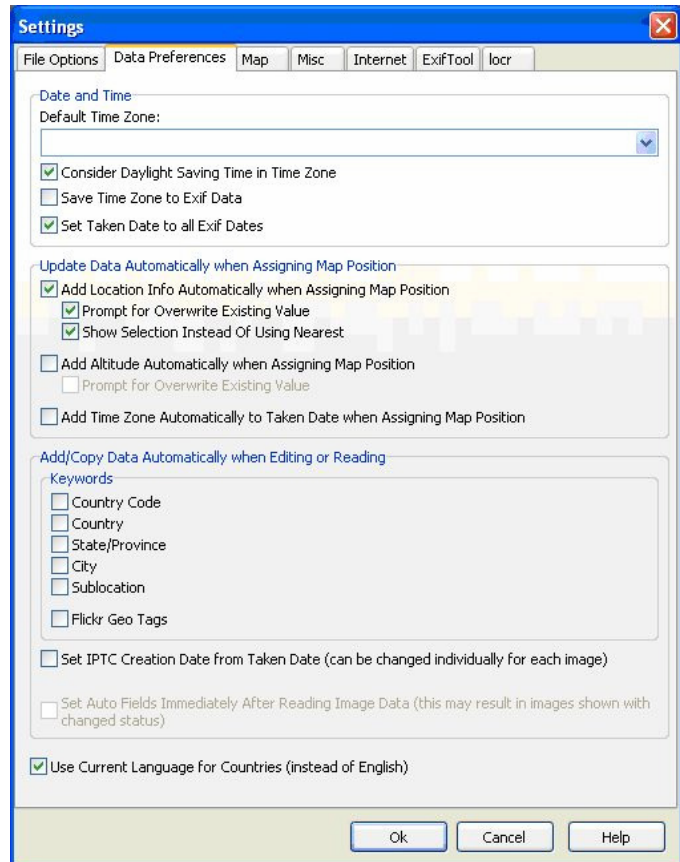 Settings
File Options Data Preferences Map Misc Internet ExifTool locr
Date and Time
Default Time Zone:
Consider Daylight Saving Time in Time Zone
Save Time Zone to Exif Data
Set Taken Date to all Exif Dates
Update Data Automatically when Assigning Map Position
Add Location Info Automatically when Assigning Map Position
Prompt for Overwrite Existing Value
Show Selection Instead Of Using Nearest
Add Altitude Automatically when Assigning Map Position
Prompt for Overwrite Existing Value
Add Time Zone Automatically to Taken Date when Assigning Map Position
Add/Copy Data Automatically when Editing or Reading
Keywords
Country Code
Country
State/Province
City
Sublocation
Flickr Geo Tags
Set IPTC Creation Date from Taken Date (can be changed individually for each image)
Set Auto Fields Immediately After Reading Image Data (this may result in images shown with
changed status)
Use Current Language for Countries (instead of English)
Ok Cancel Help